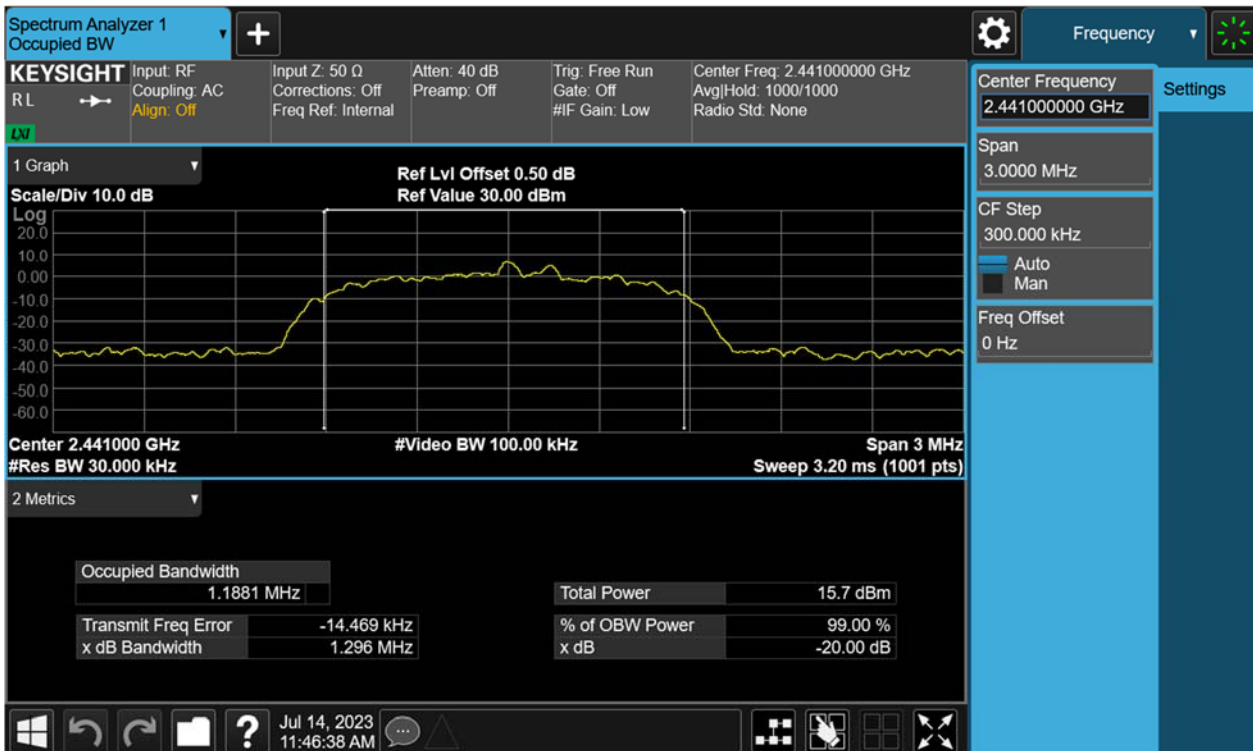 Spectrum Analyzer 1
Occupied BW
+
Frequency
KEYSIGHT
RL
LXI
Input: RF
Coupling: AC
Align: Off
Input Z: 50 Ω
Corrections: Off
Freq Ref: Internal
Atten: 40 dB
Preamp: Off
Trig: Free Run
Gate: Off
#IF Gain: Low
Center Freq: 2.441000000 GHz
Avg|Hold: 1000/1000
Radio Std: None
Center Frequency
2.441000000 GHz
Settings
Span
3.0000 MHz
CF Step
300.000 kHz
Auto
Man
Freq Offset
0 Hz
1 Graph
Ref Lvl Offset 0.50 dB
Scale/Div 10.0 dB
Ref Value 30.00 dBm
Log
20.0
10.0
0.00
-10.0
-20.0
-30.0
-40.0
-50.0
-60.0
Center 2.441000 GHz
#Video BW 100.00 kHz
Span 3 MHz
#Res BW 30.000 kHz
Sweep 3.20 ms (1001 pts)
2 Metrics
Occupied Bandwidth
1.1881 MHz
Total Power 15.7 dBm
Transmit Freq Error -14.469 kHz
% of OBW Power 99.00 %
x dB Bandwidth 1.296 MHz
x dB -20.00 dB
?
Jul 14, 2023
11:46:38 AM